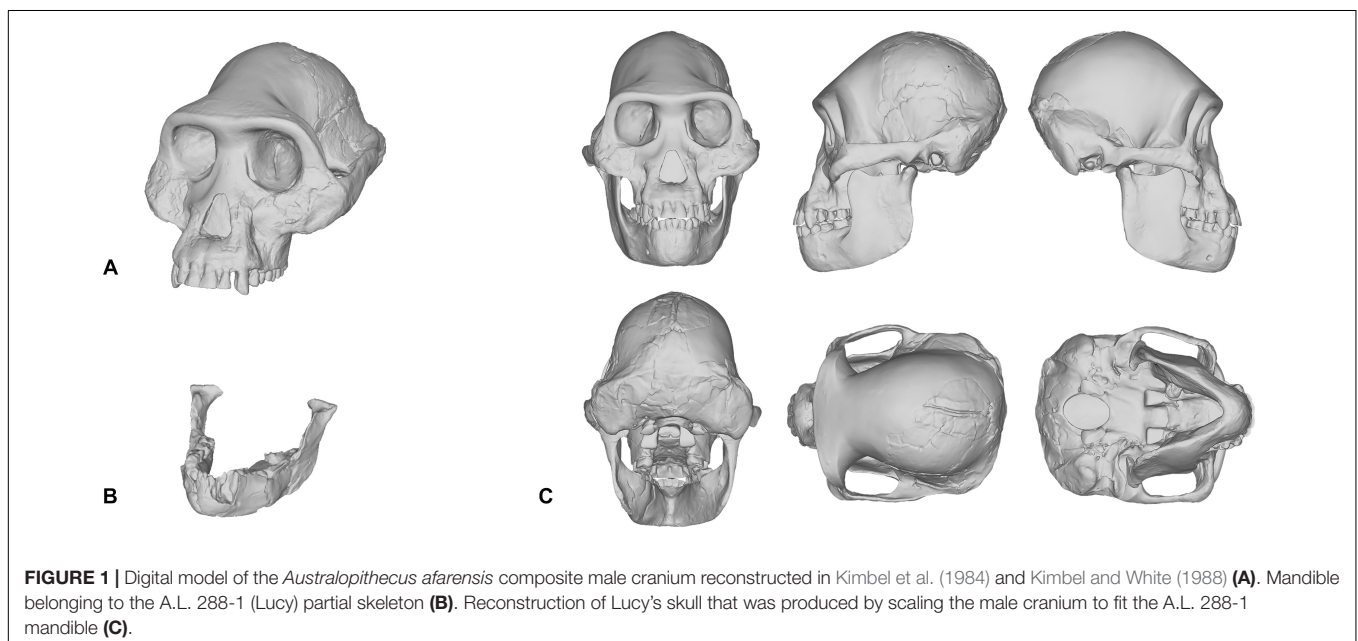 A
B
C
FIGURE 1 | Digital model of the Australopithecus afarensis composite male cranium reconstructed in Kimbel et al. (1984) and Kimbel and White (1988) (A). Mandible
belonging to the A.L. 288-1 (Lucy) partial skeleton (B). Reconstruction of Lucy's skull that was produced by scaling the male cranium to fit the A.L. 288-1
mandible (C).